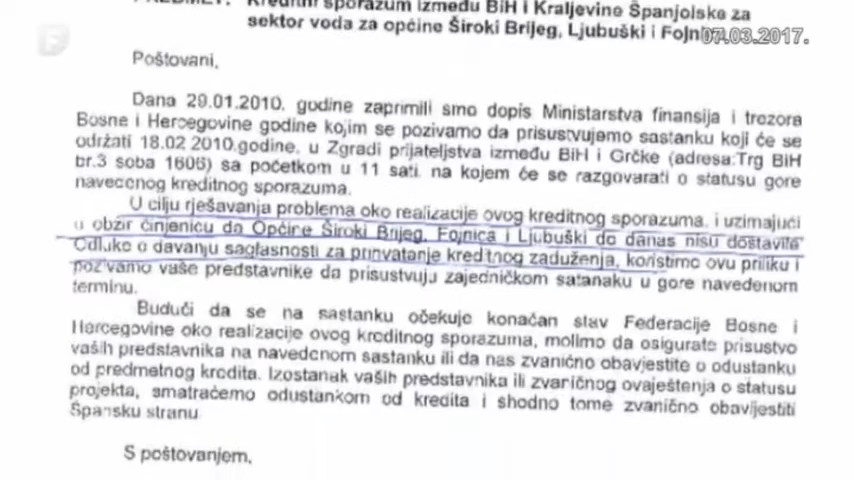 PREDMET: Kreditni sporazum između BiH i Kraljevine Španjolske za
sektor voda za općine Široki Brijeg, Ljubuški i Fojnica
07.03.2017.
Poštovani,
Dana 29.01.2010. godine zaprimili smo dopis Ministarstva finansija i trezora
Bosne i Hercegovine godine kojim se pozivamo da prisustvujemo sastanku koji će se
održati 18.02 2010.godine, u Zgradi prijateljstva između BiH i Grčke (adresa:Trg BiH
br.3 soba 1606) sa početkom u 11 sati, na kojem će se razgovarati o statusu gore
navedenog kreditnog sporazuma.
U cilju rješavanja problema oko realizacije ovog kreditnog sporazuma, i uzimajući
u obzir činjenicu da Općine Široki Brijeg, Fojnica i Ljubuški do danas nisu dostavile
Odluke o davanju saglasnosti za prihvatanje kreditnog zaduženja, koristimo ovu priliku i
pozivamo vaše predstavnike da prisustvuju zajedničkom satanaku u gore navedenom
terminu.
Budući da se na sastanku očekuje konačan stav Federacije Bosne i
Hercegovine oko realizacije ovog kreditnog sporazuma, molimo da osigurate prisustvo
vaših predstavnika na navedenom sastanku ili da nas zvanično obavjestite o odustanku
od predmetnog kredita. Izostanak vaših predstavnika ili zvaničnog ovaještenja o statusu
projekta, smatraćemo odustankom od kredita i shodno tome zvanično obavijestiti
Špansku stranu
S poštovanjem,